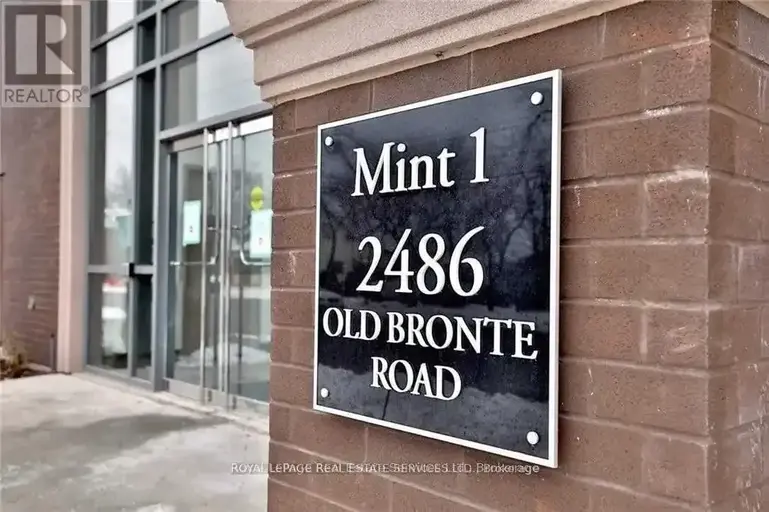 REALTOR
Mint 1
2486
OLD BRONTE
ROAD
ROYAL LEPAGE REAL ESTATE SERVICES LTD., Brokerage